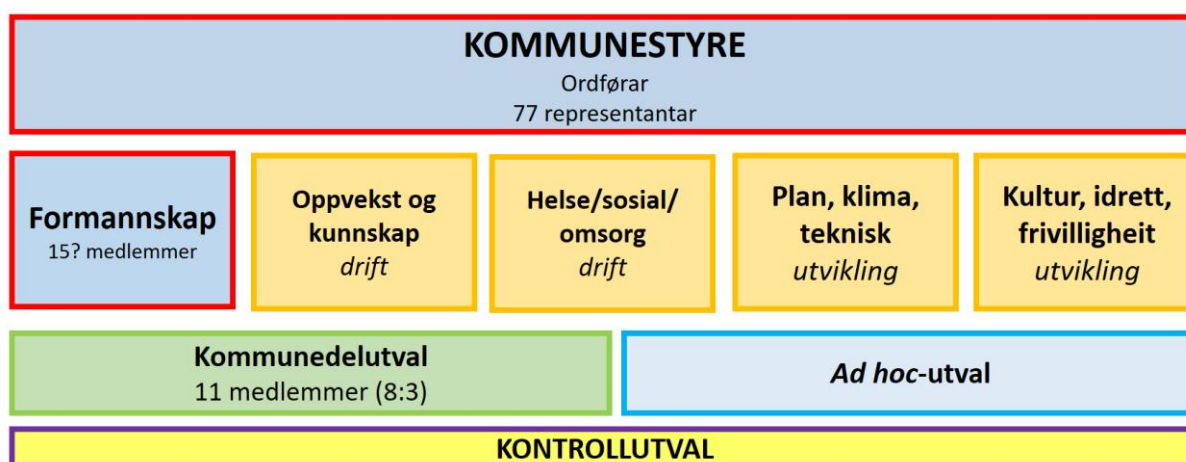 KOMMUNESTYRE
Ordførar
77 representantar
Formannskap
15? medlemmer
Oppvekst og
kunnskap
drift
Helse/sosial/
omsorg
drift
Plan, klima,
teknisk
utvikling
Kultur, idrett,
frivilligheit
utvikling
Kommunedelutval
11 medlemmer (8:3)
Ad hoc-utval
KONTROLLUTVAL